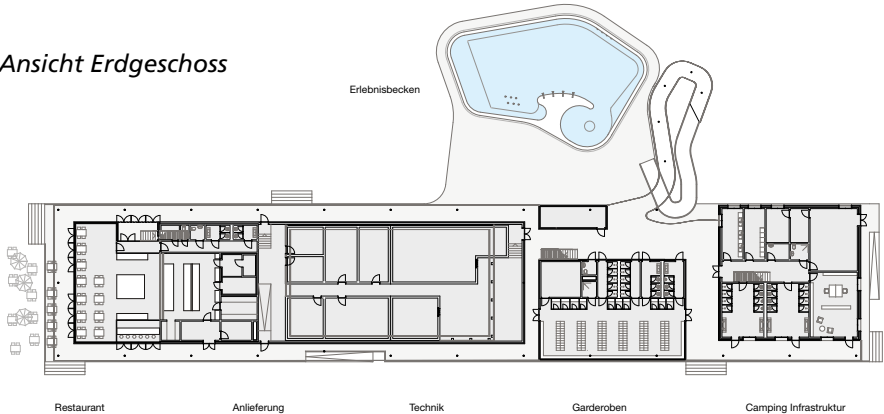 Ansicht Erdgeschoss
Erlebnisbecken
Restaurant Anlieferung Technik Garderoben Camping Infrastruktur